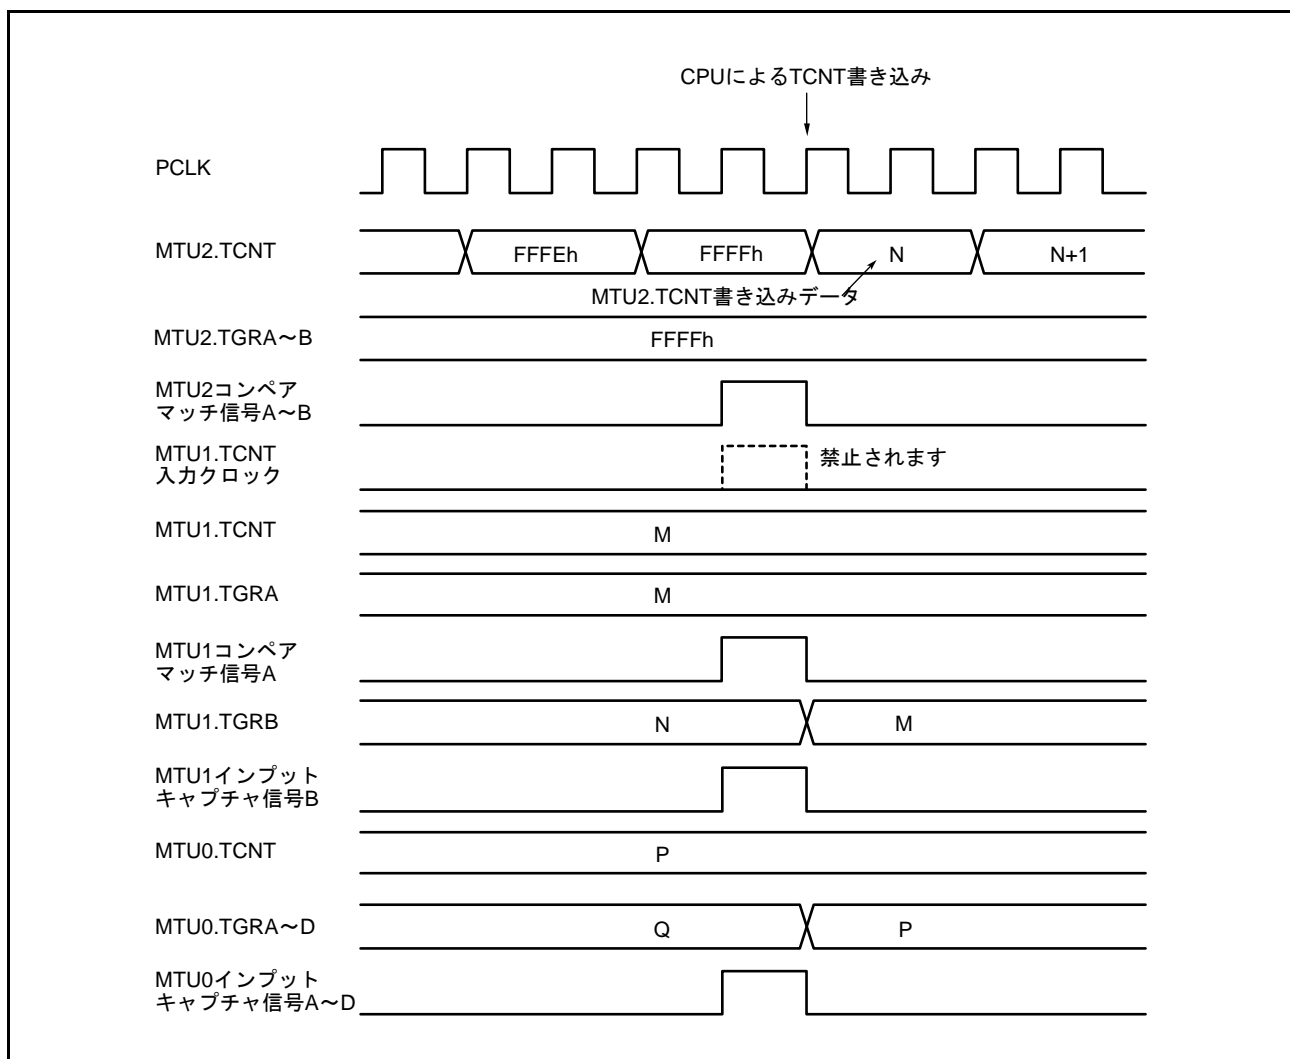 CPUによるTCNT書き込み
PCLK
MTU2.TCNT
FFFEh
FFFFh
N
N+1
MTU2.TCNT書き込みデータ
MTU2.TGRA～B
FFFFh
MTU2コンペア
マッチ信号A～B
MTU1.TCNT
入力クロック
禁止されます
MTU1.TCNT
M
MTU1.TGRA
M
MTU1コンペア
マッチ信号A
MTU1.TGRB
N
M
MTU1インプット
キャプチャ信号B
MTU0.TCNT
P
MTU0.TGRA～D
Q
P
MTU0インプット
キャプチャ信号A～D